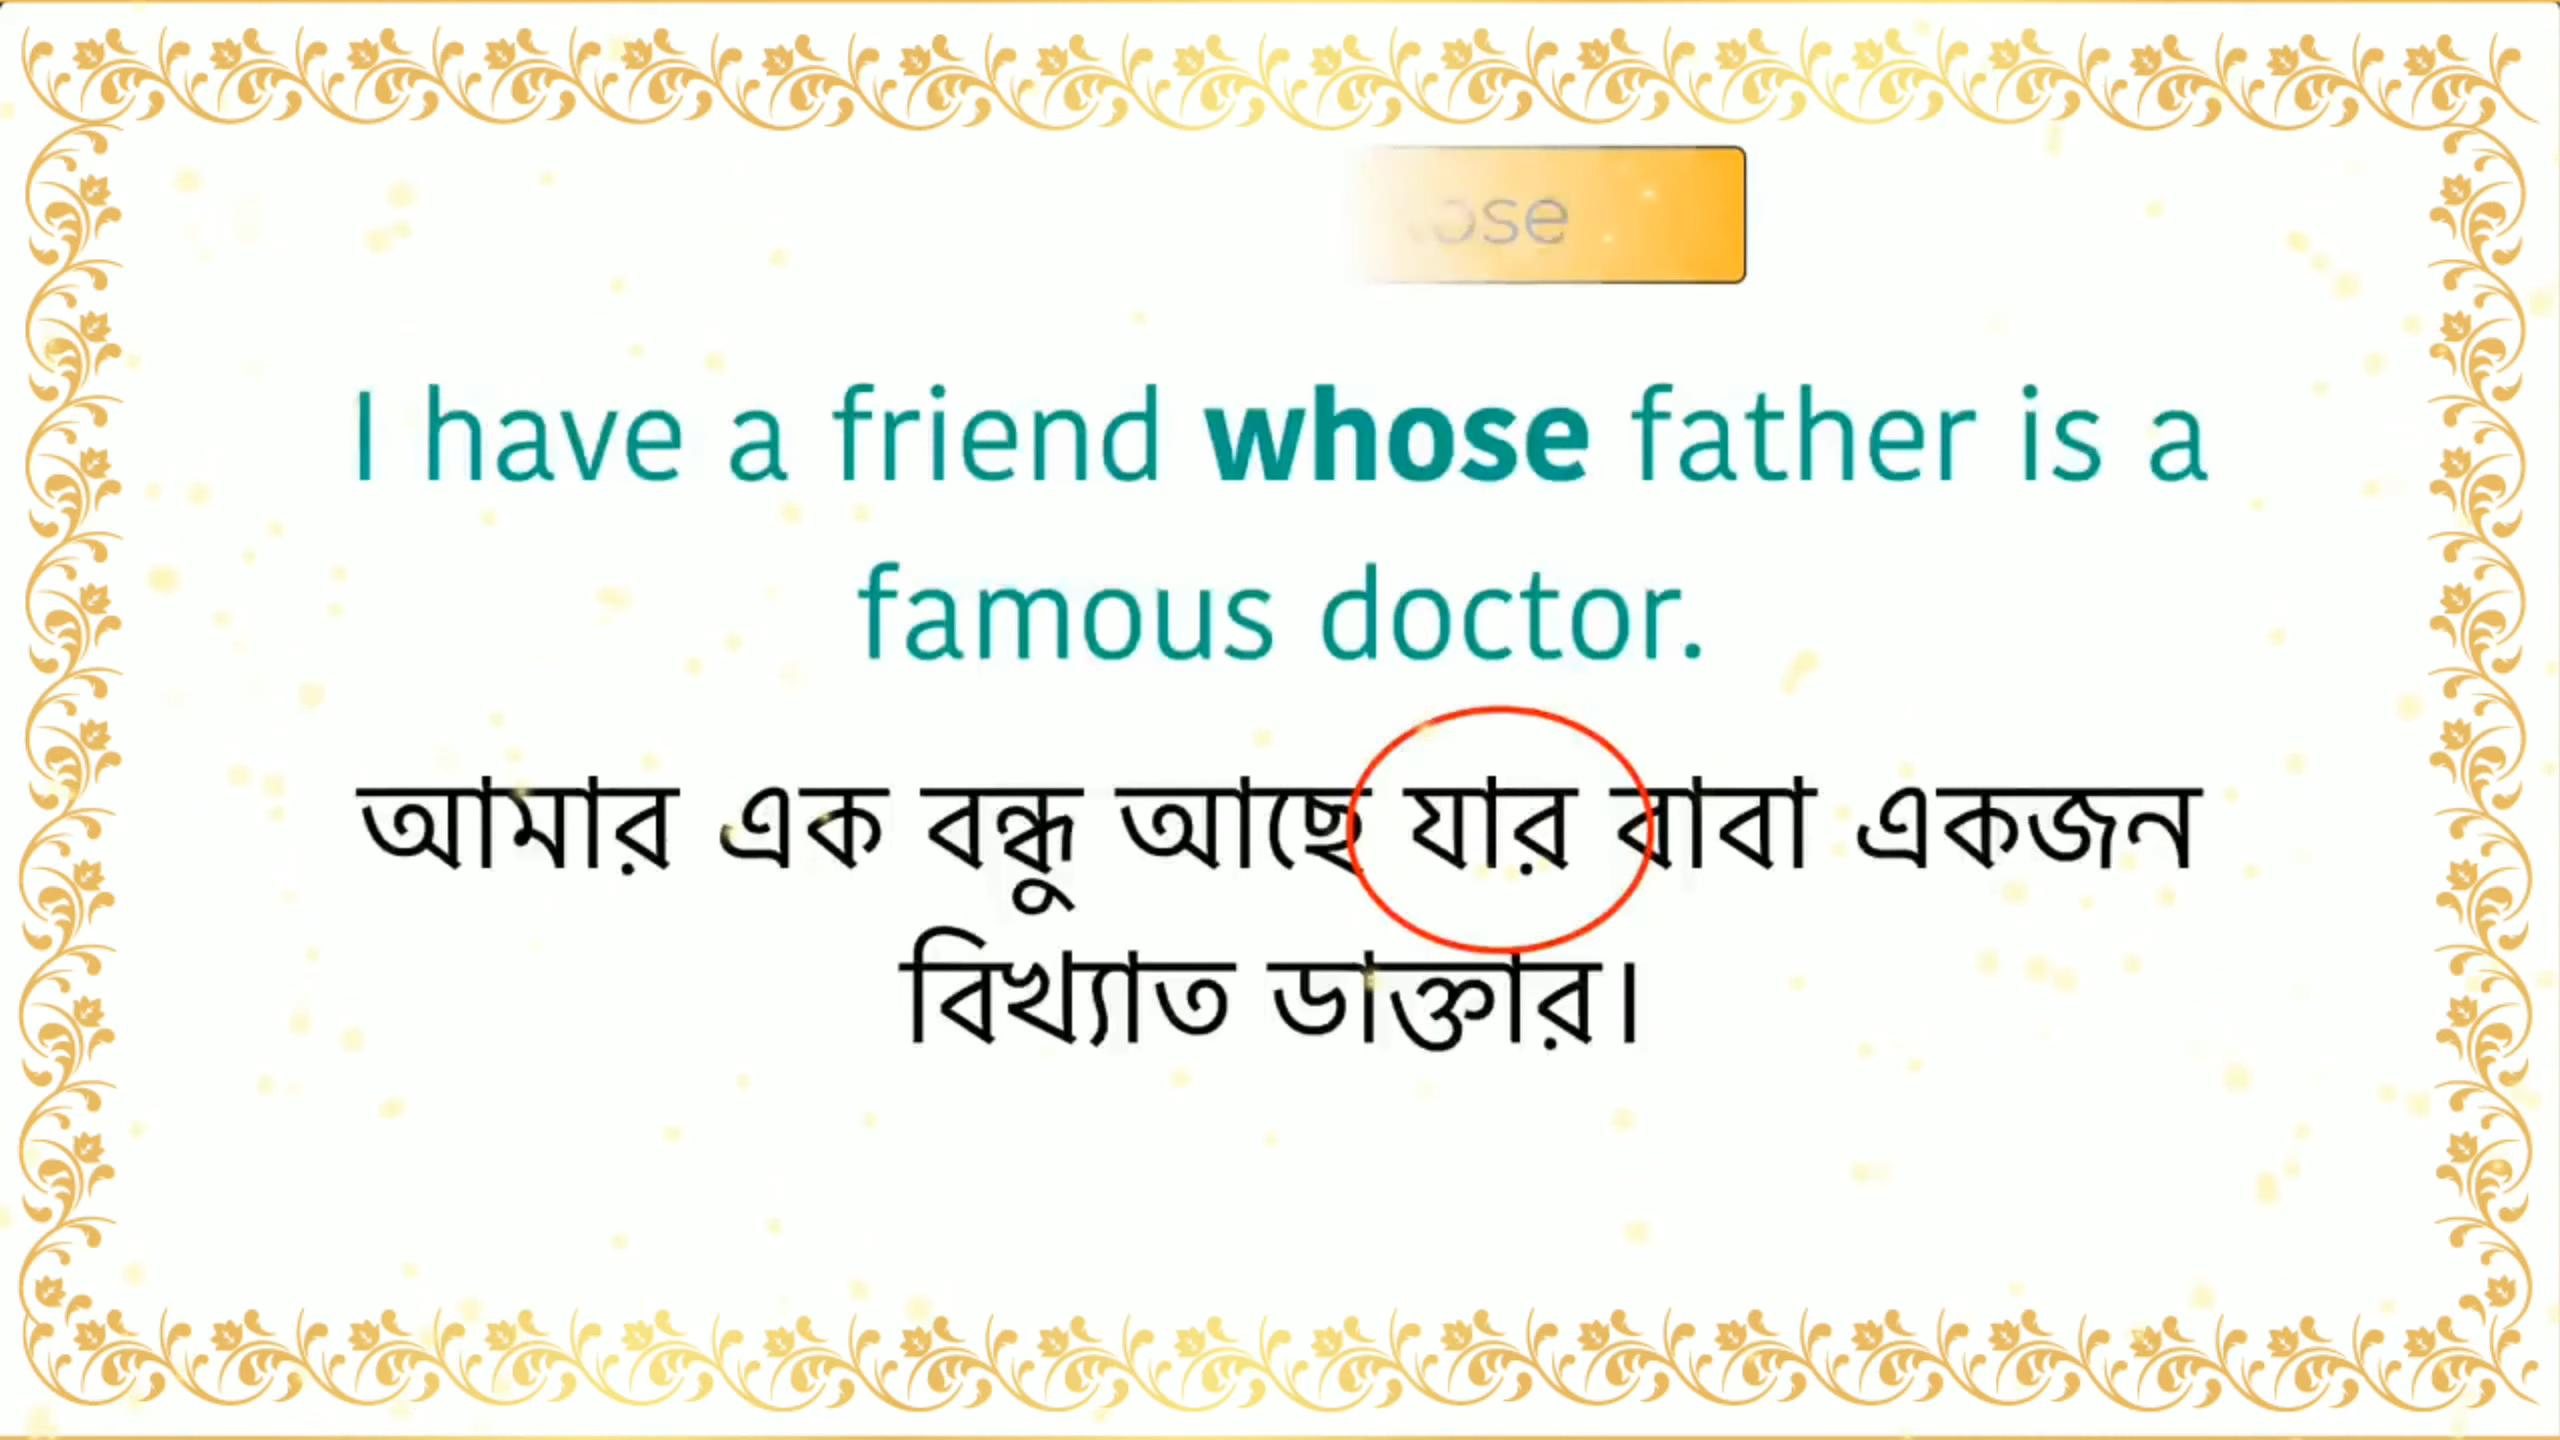 I have a friend whose father is a
famous doctor.
আমার এক বন্ধু আছে যার বাবা একজন
বিখ্যাত ডাক্তার।